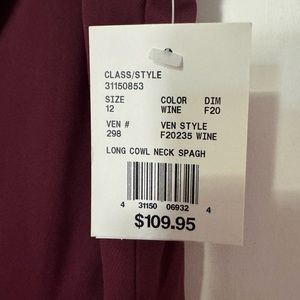 CLASS/STYLE
31150853
SIZE COLOR DIM
12 WINE F20
VEN # VEN STYLE
298 F20235 WINE
LONG COWL NECK SPAGH
4 31150 06932 4
$109.95